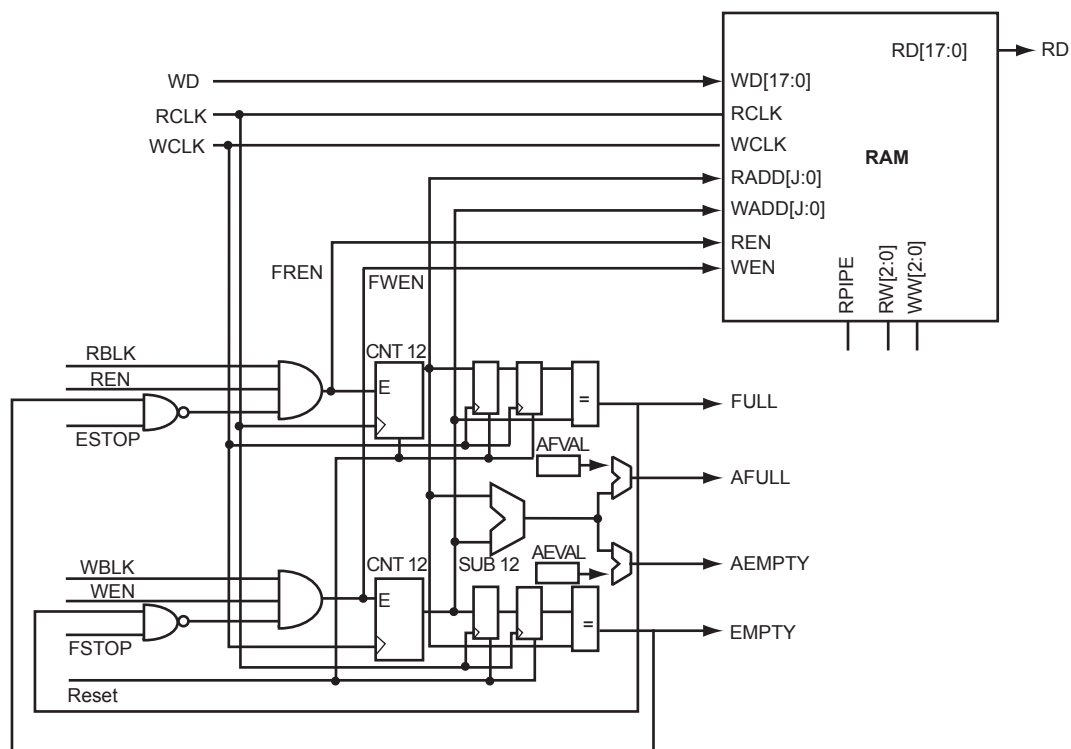 RD[17:0]
RD
WD
WD[17:0]
RCLK
RCLK
WCLK
WCLK
RAM
RADD[J:0]
WADD[J:0]
REN
FREN
WEN
FWEN
RPIPE
RW[2:0]
WW[2:0]
RBLK
CNT 12
REN
E
=
FULL
ESTOP
AFVAL
AFULL
WBLK
CNT 12
SUB 12
AEVAL
AEMPTY
WEN
E
=
EMPTY
FSTOP
Reset